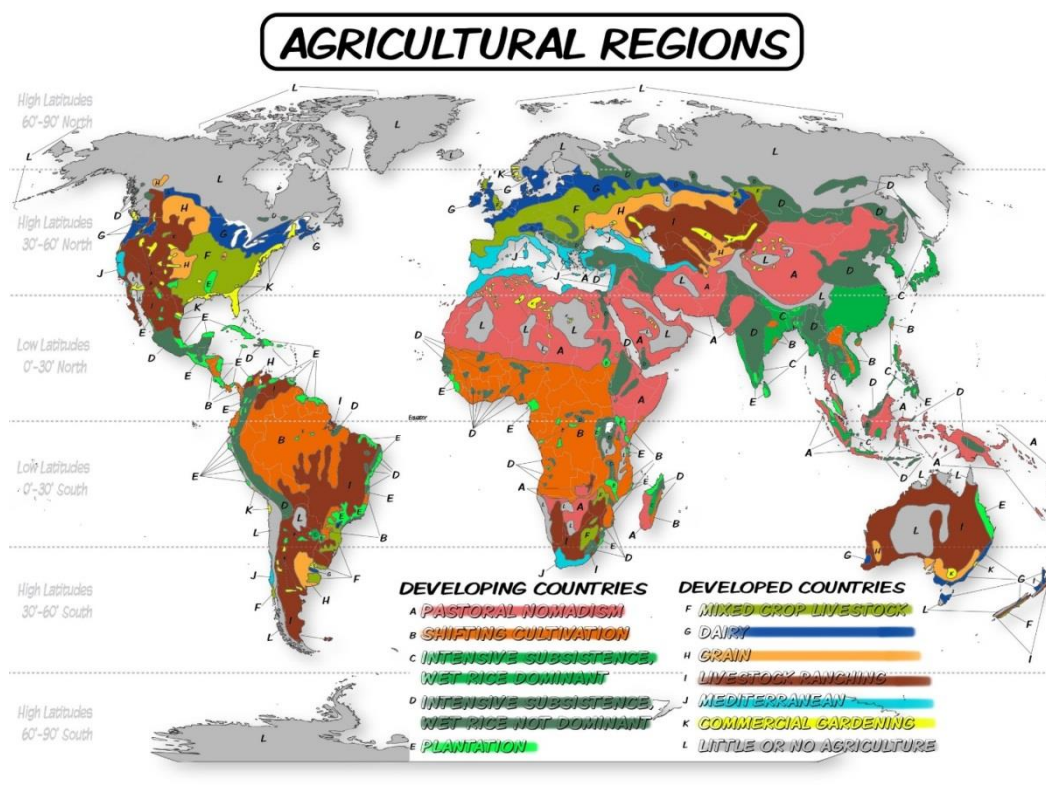 AGRICULTURAL REGIONS
High Latitudes
60°-90° North
High Latitudes
30°-60° North
Low Latitudes
0°-30° North
Equator
Low Latitudes
0°-30° South
High Latitudes
30°-60° South
High Latitudes
60°-90° South
DEVELOPING COUNTRIES
A PASTORAL NOMADISM
B SHIFTING CULTIVATION
C INTENSIVE SUBSISTENCE,
WET RICE DOMINANT
D INTENSIVE SUBSISTENCE,
WET RICE NOT DOMINANT
E PLANTATION
DEVELOPED COUNTRIES
F MIXED CROP LIVESTOCK
G DAIRY
H GRAIN
I LIVESTOCK RANCHING
J MEDITERRANEAN
K COMMERCIAL GARDENING
L LITTLE OR NO AGRICULTURE